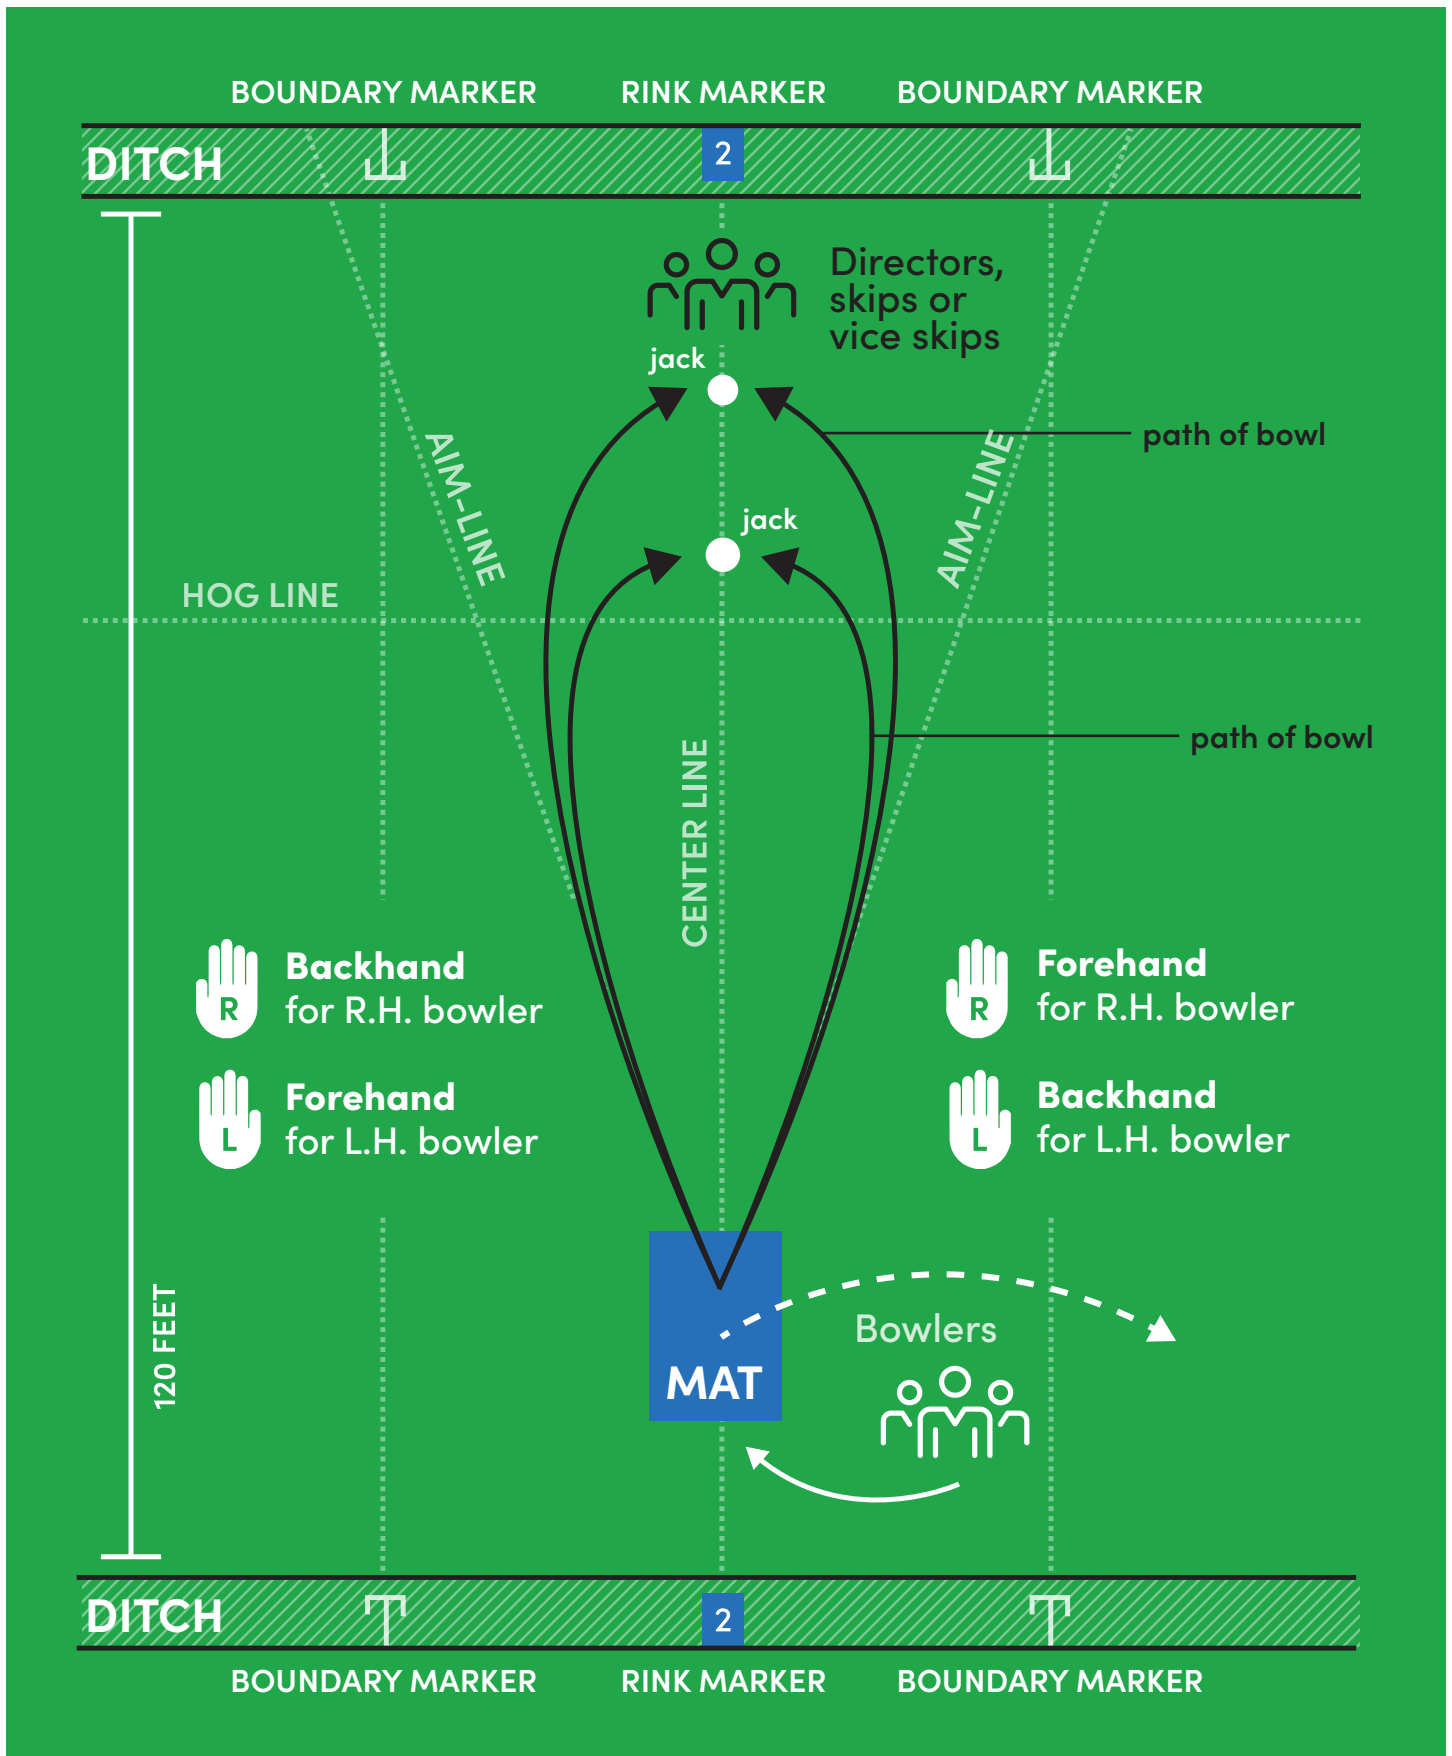 BOUNDARY MARKER
RINK MARKER
BOUNDARY MARKER
DITCH
2
Directors,
skips or
vice skips
jack
path of bowl
AIM-LINE
AIM-LINE
jack
HOG LINE
path of bowl
CENTER LINE
R
Backhand
for R.H. bowler
R
Forehand
for R.H. bowler
L
Forehand
for L.H. bowler
L
Backhand
for L.H. bowler
120 FEET
Bowlers
MAT
DITCH
2
BOUNDARY MARKER
RINK MARKER
BOUNDARY MARKER